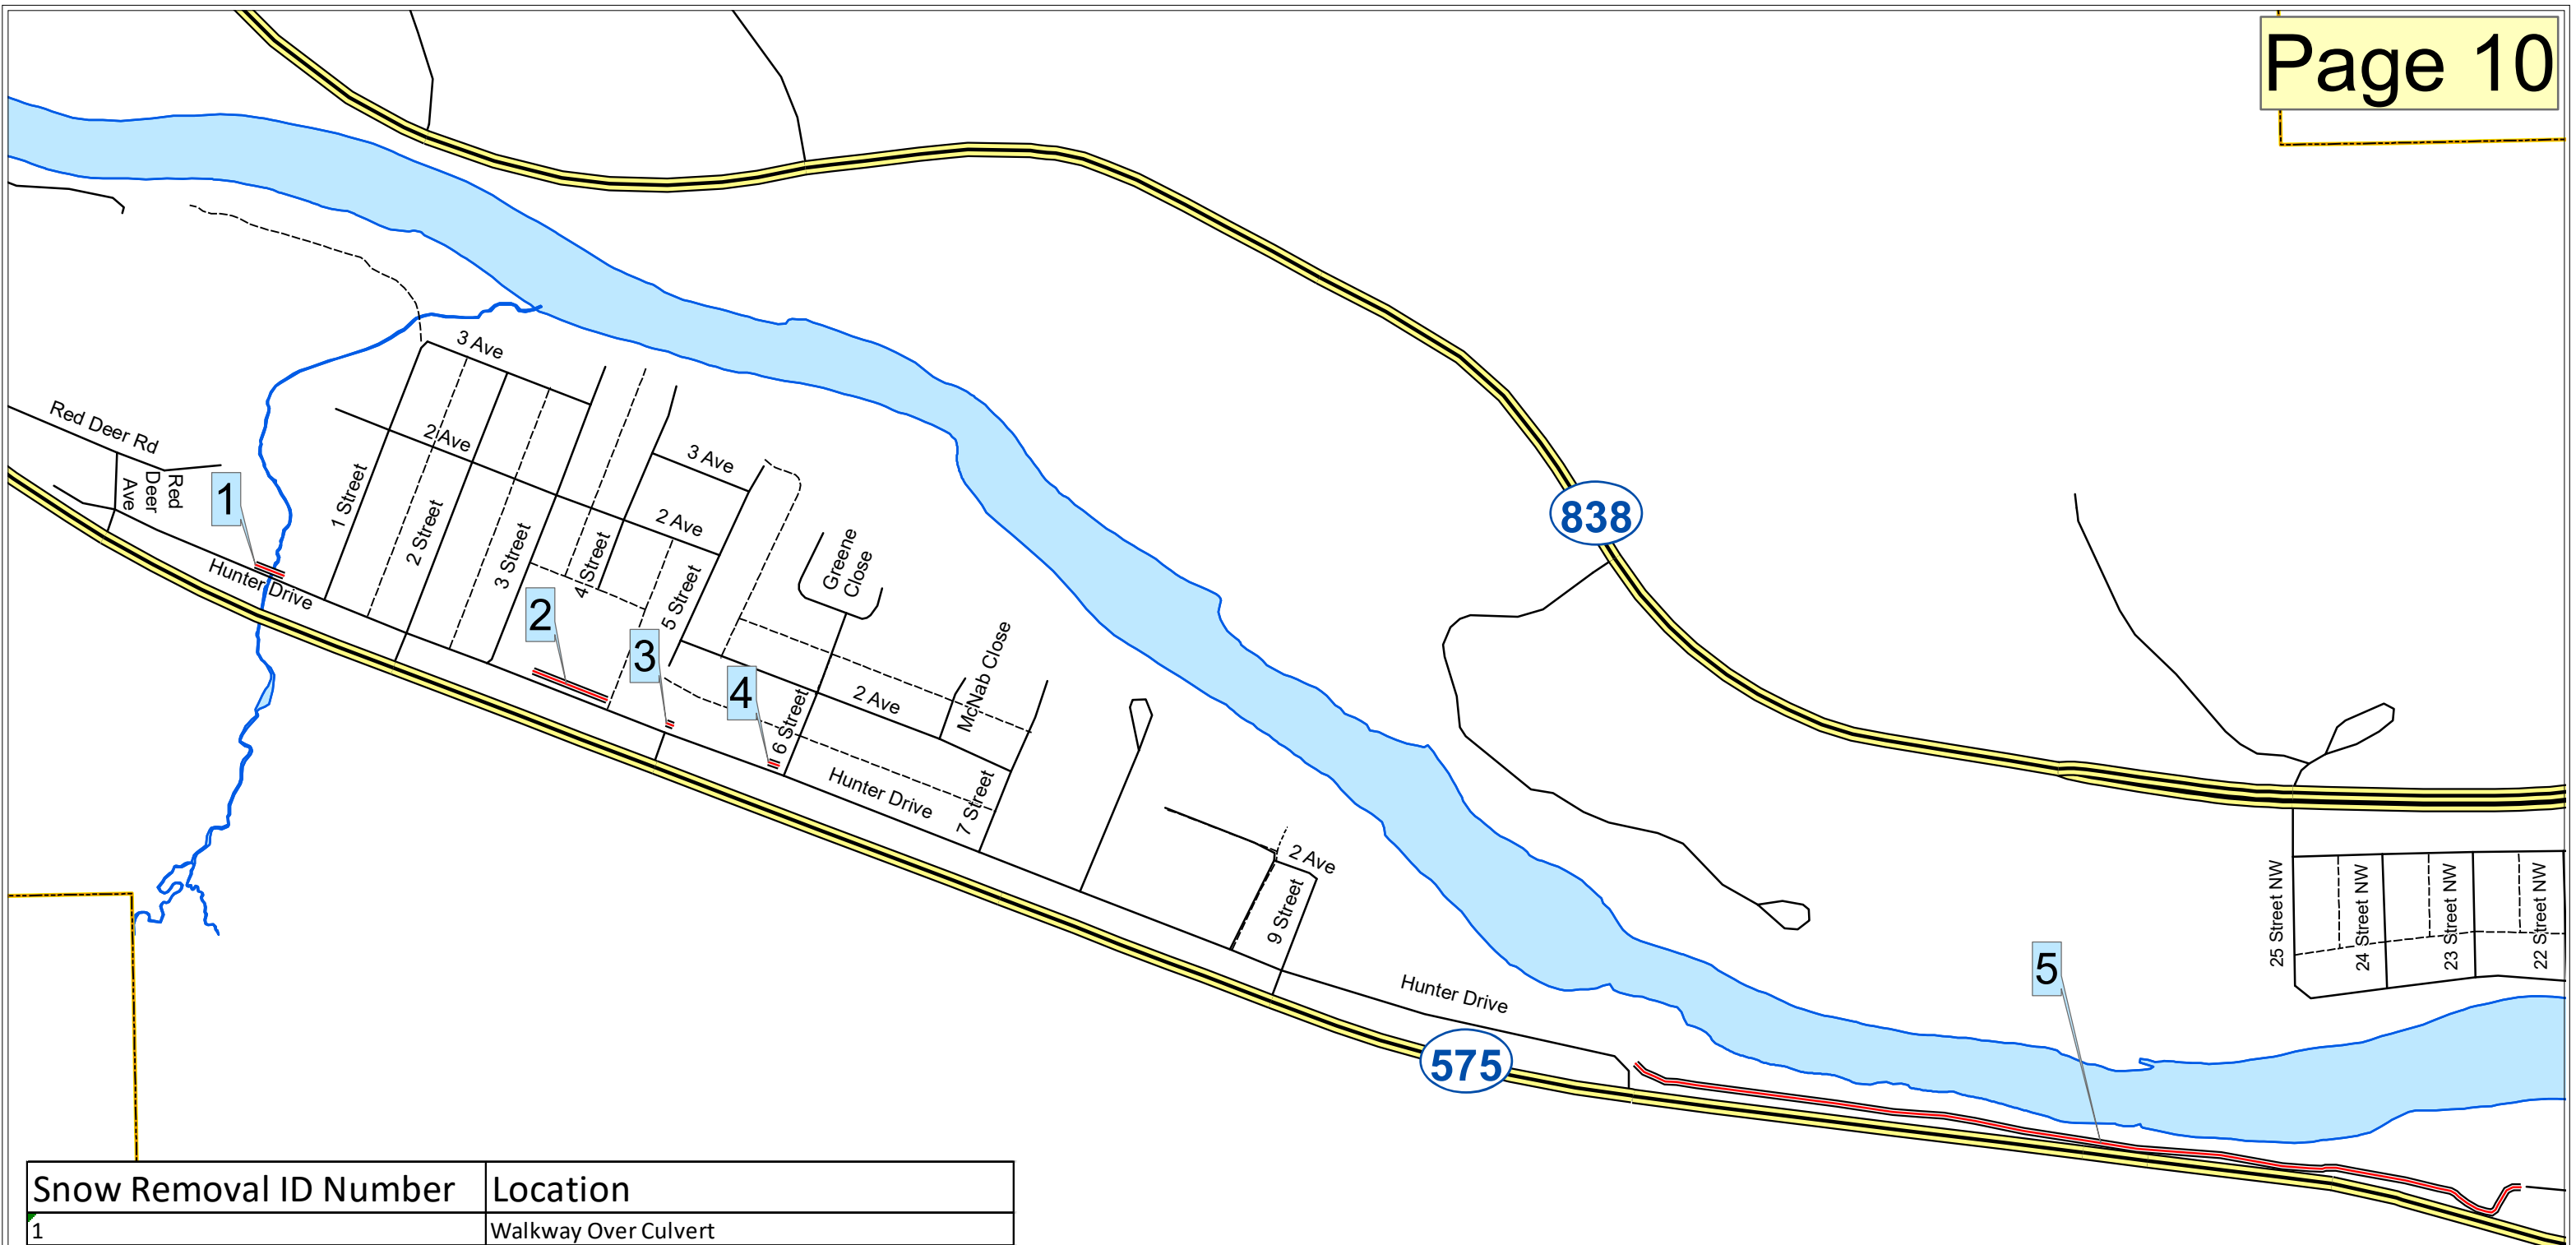 Page 10
3 Ave
Red Deer Rd
2 Ave
3 Ave
Red
Deer
Ave
1
1 Street
2 Street
3 Street
4 Street
2 Ave
5 Street
Greene
Close
838
Hunter Drive
2
3
4
McNab Close
2 Ave
6 Street
Hunter Drive
7 Street
2 Ave
9 Street
25 Street NW
24 Street NW
23 Street NW
22 Street NW
5
Hunter Drive
575
Snow Removal ID Number Location
1 Walkway Over Culvert